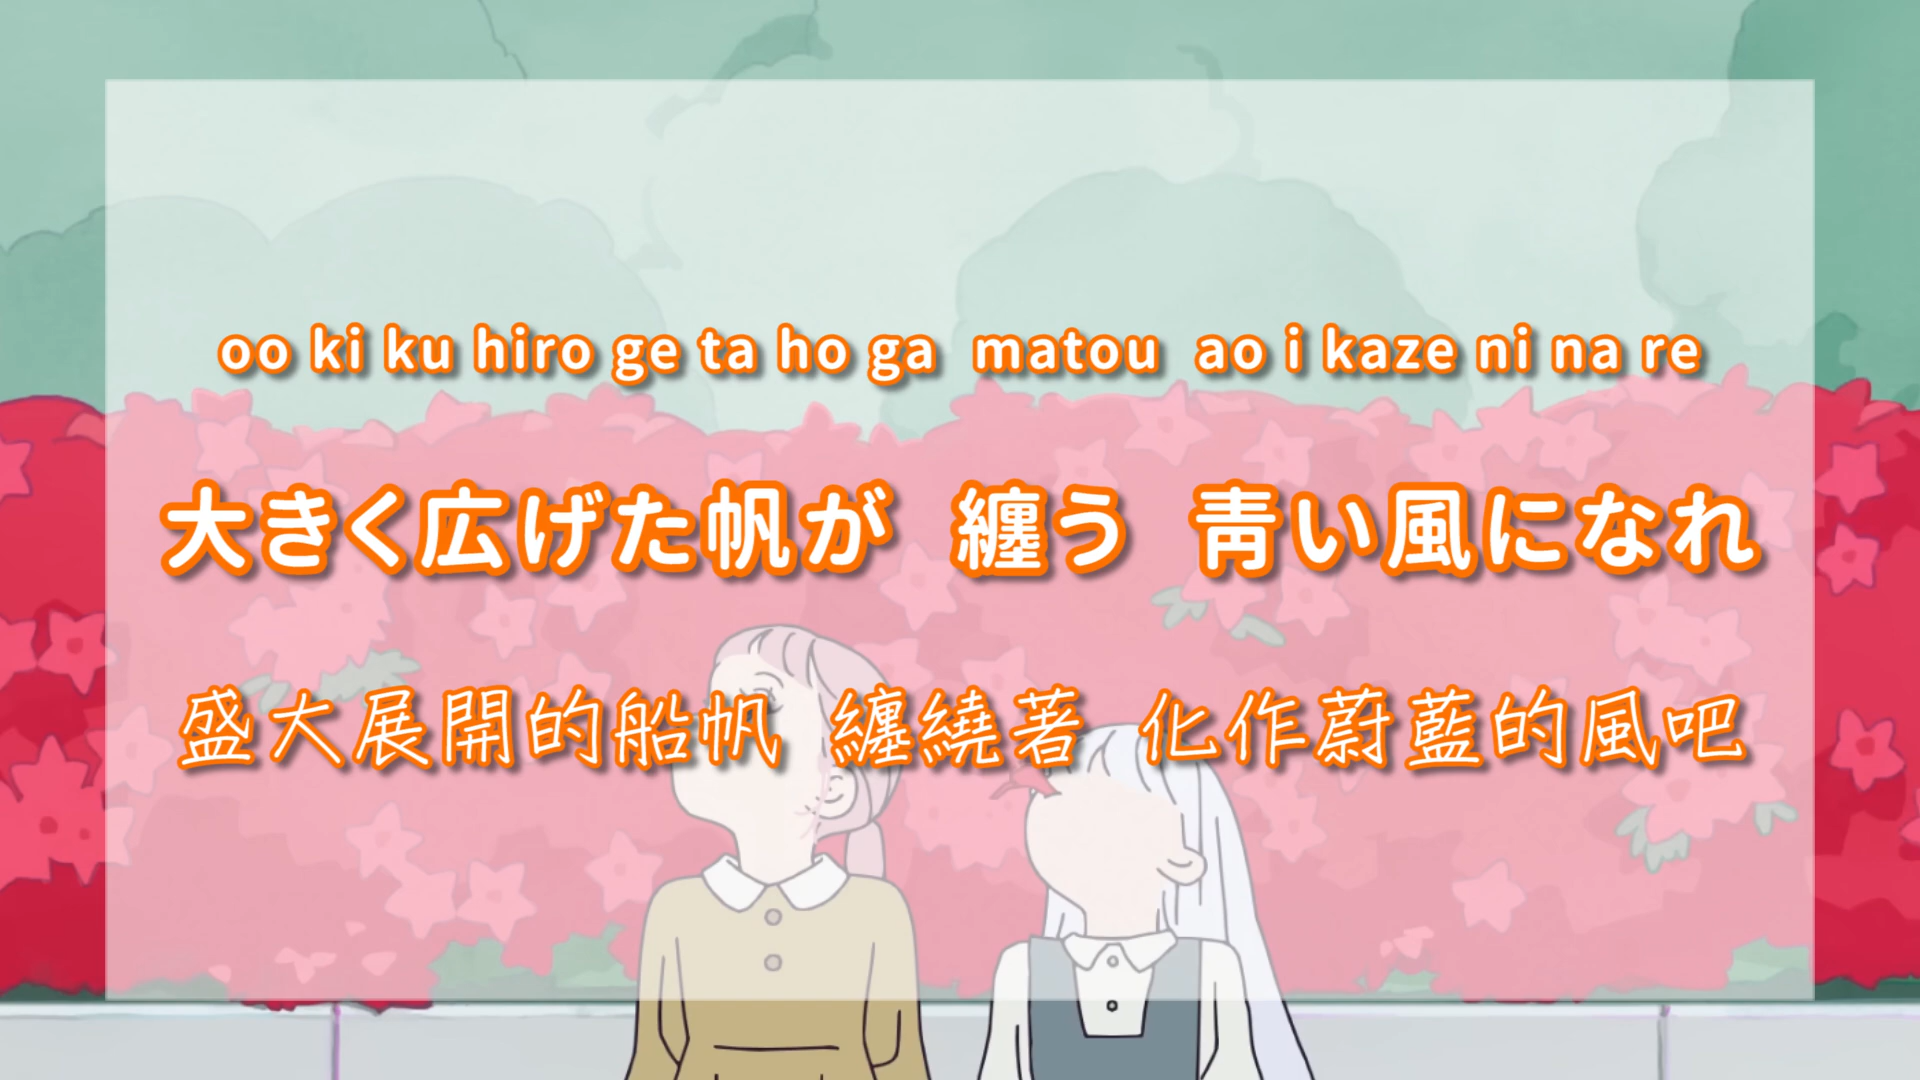 oo ki ku hiro ge ta ho ga matou ao i kaze ni na re
大きく広げた帆が 纏う 青い風になれ
盛大展開的船帆 纏繞著 化作蔚藍的風吧